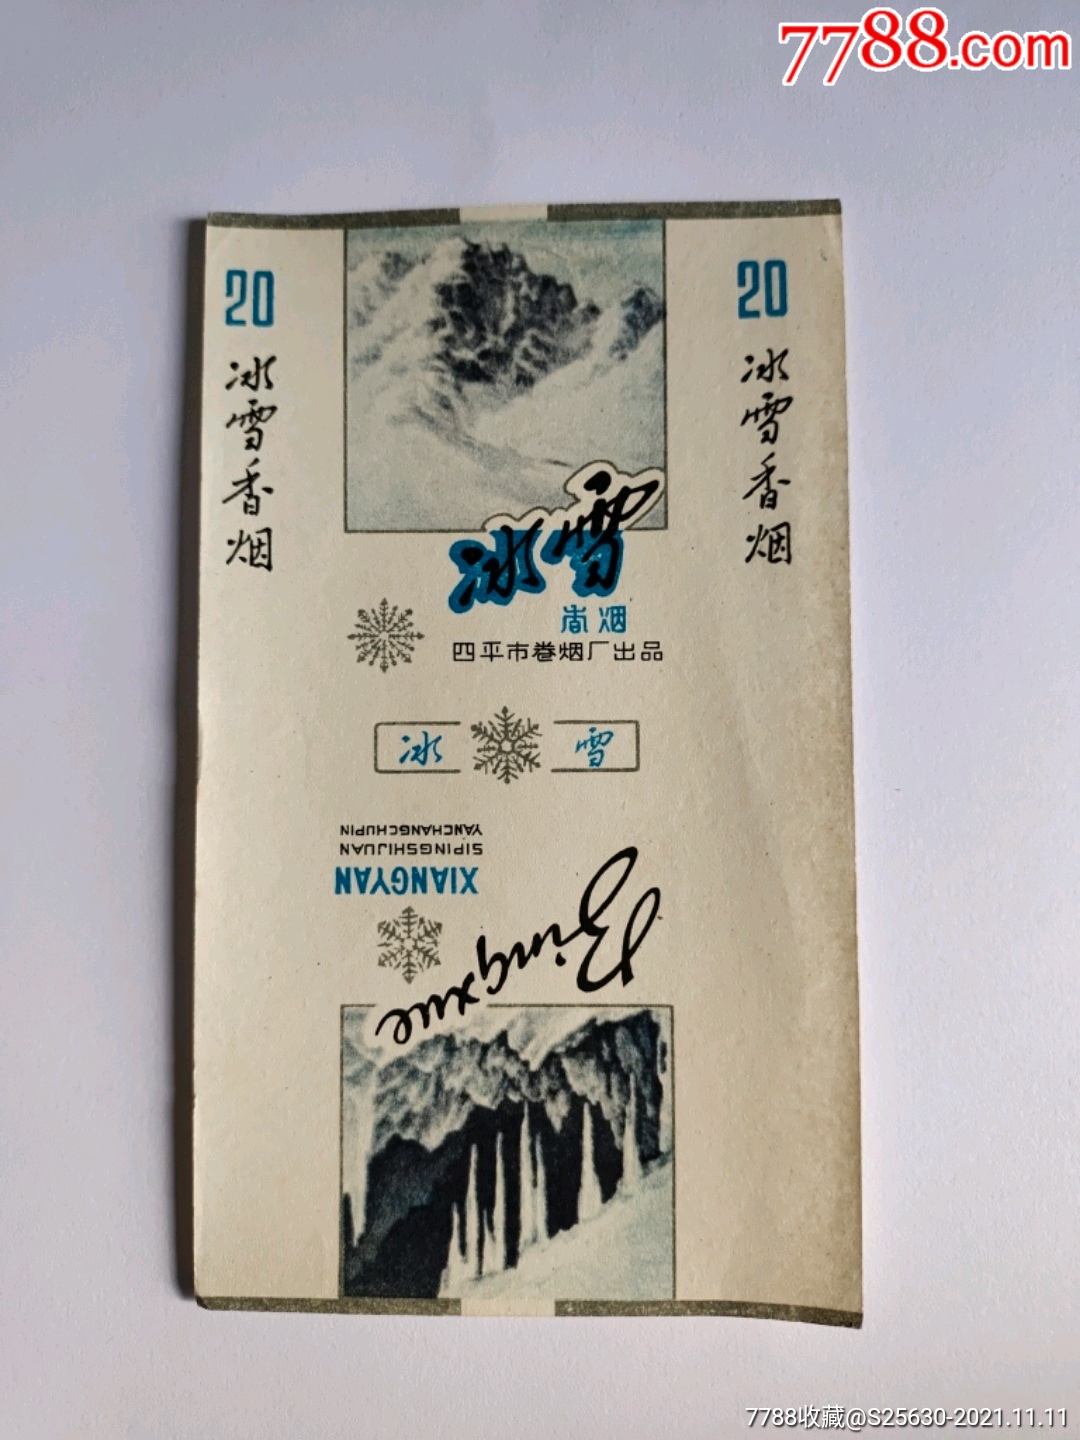 7788.com
20
冰雪香烟
20
冰雪香烟
冰雪
香烟
四平市卷烟厂出品
冰 雪
Bingxue
XIANGYAN
SIPINGSHIJUAN
YANCHANGCHUPIN
7788收藏@S25630-2021.11.11